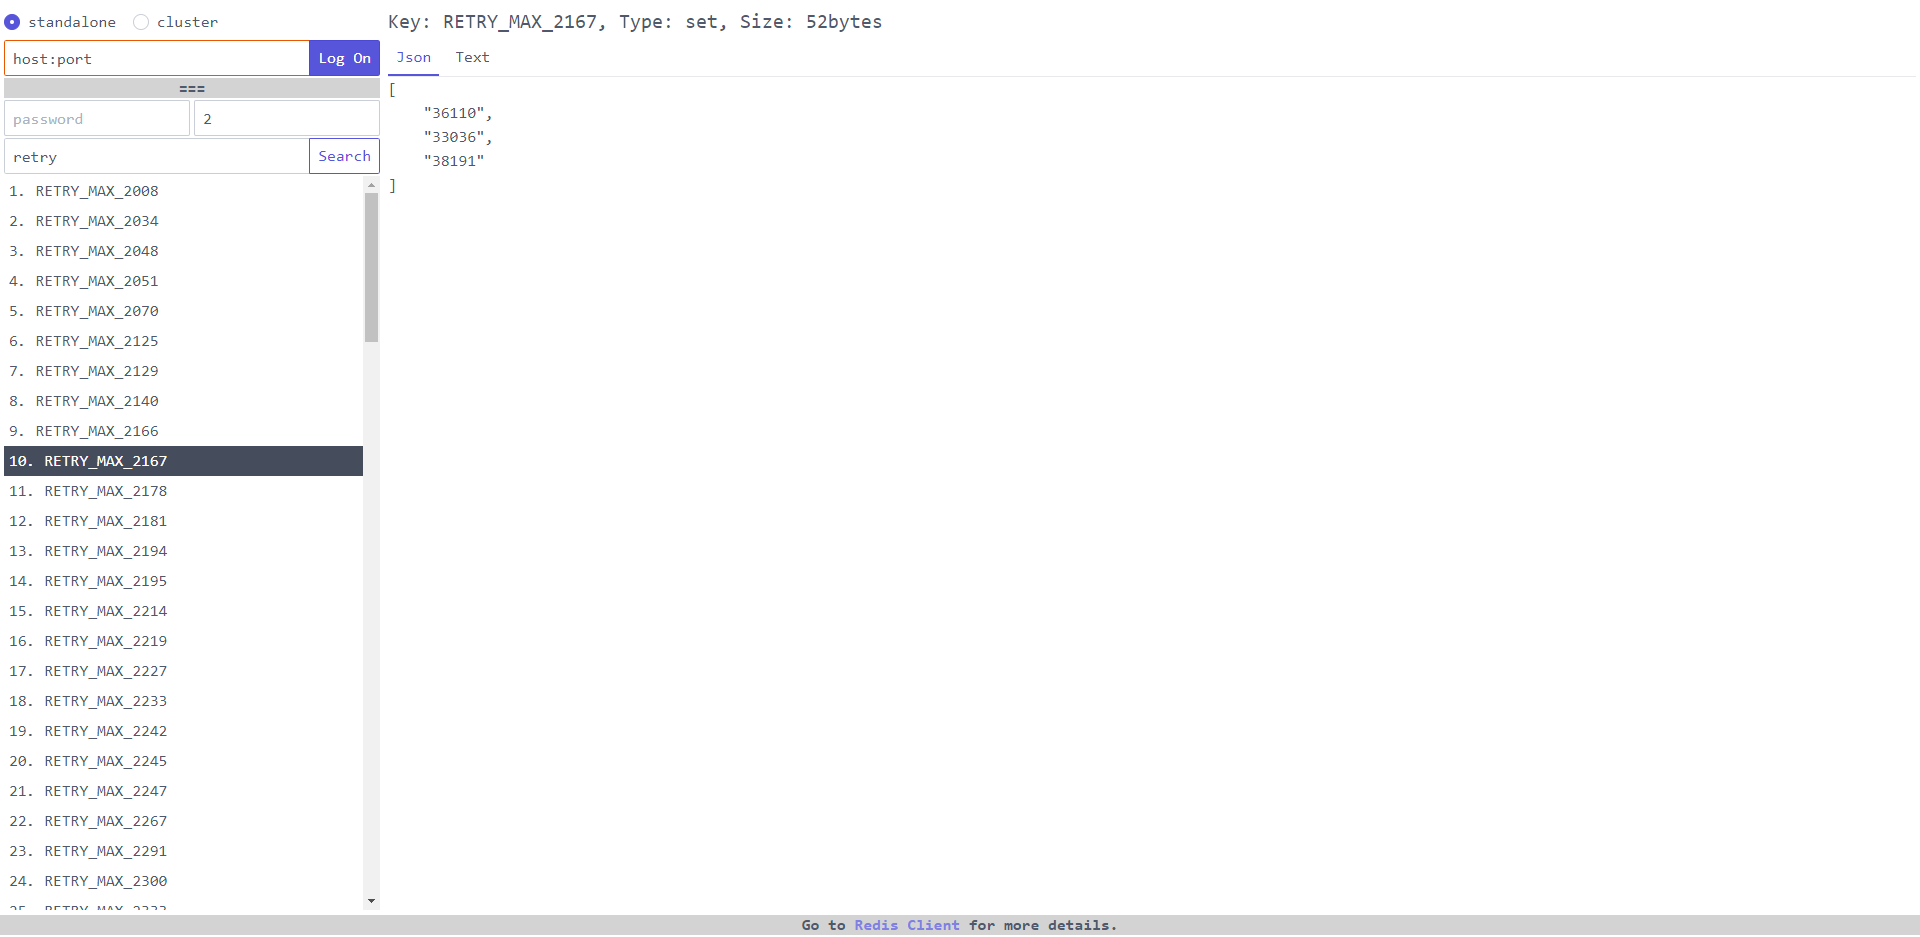 standalone cluster
host:port Log On
===
password 2
retry Search
1. RETRY_MAX_2008
2. RETRY_MAX_2034
3. RETRY_MAX_2048
4. RETRY_MAX_2051
5. RETRY_MAX_2070
6. RETRY_MAX_2125
7. RETRY_MAX_2129
8. RETRY_MAX_2140
9. RETRY_MAX_2166
10. RETRY_MAX_2167
11. RETRY_MAX_2178
12. RETRY_MAX_2181
13. RETRY_MAX_2194
14. RETRY_MAX_2195
15. RETRY_MAX_2214
16. RETRY_MAX_2219
17. RETRY_MAX_2227
18. RETRY_MAX_2233
19. RETRY_MAX_2242
20. RETRY_MAX_2245
21. RETRY_MAX_2247
22. RETRY_MAX_2267
23. RETRY_MAX_2291
24. RETRY_MAX_2300
Key: RETRY_MAX_2167, Type: set, Size: 52bytes
Json Text
[
"36110",
"33036",
"38191"
]
Go to Redis Client for more details.